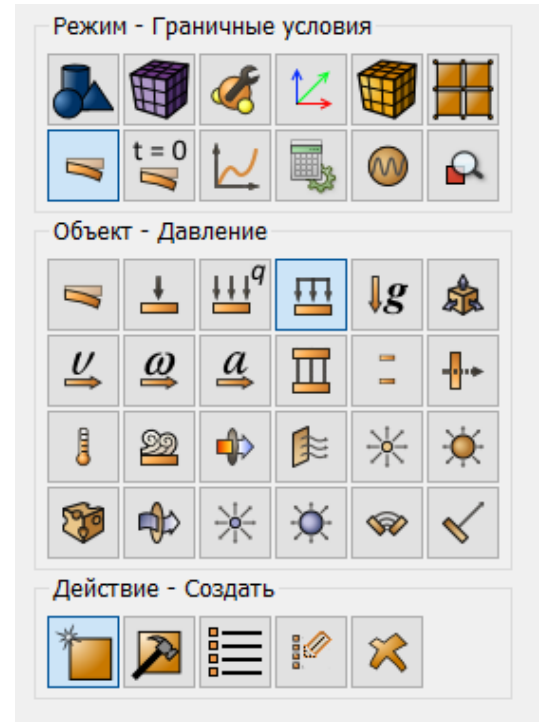 Режим - Граничные условия
t = 0
Объект - Давление
q
g
υ ω a
Действие - Создать